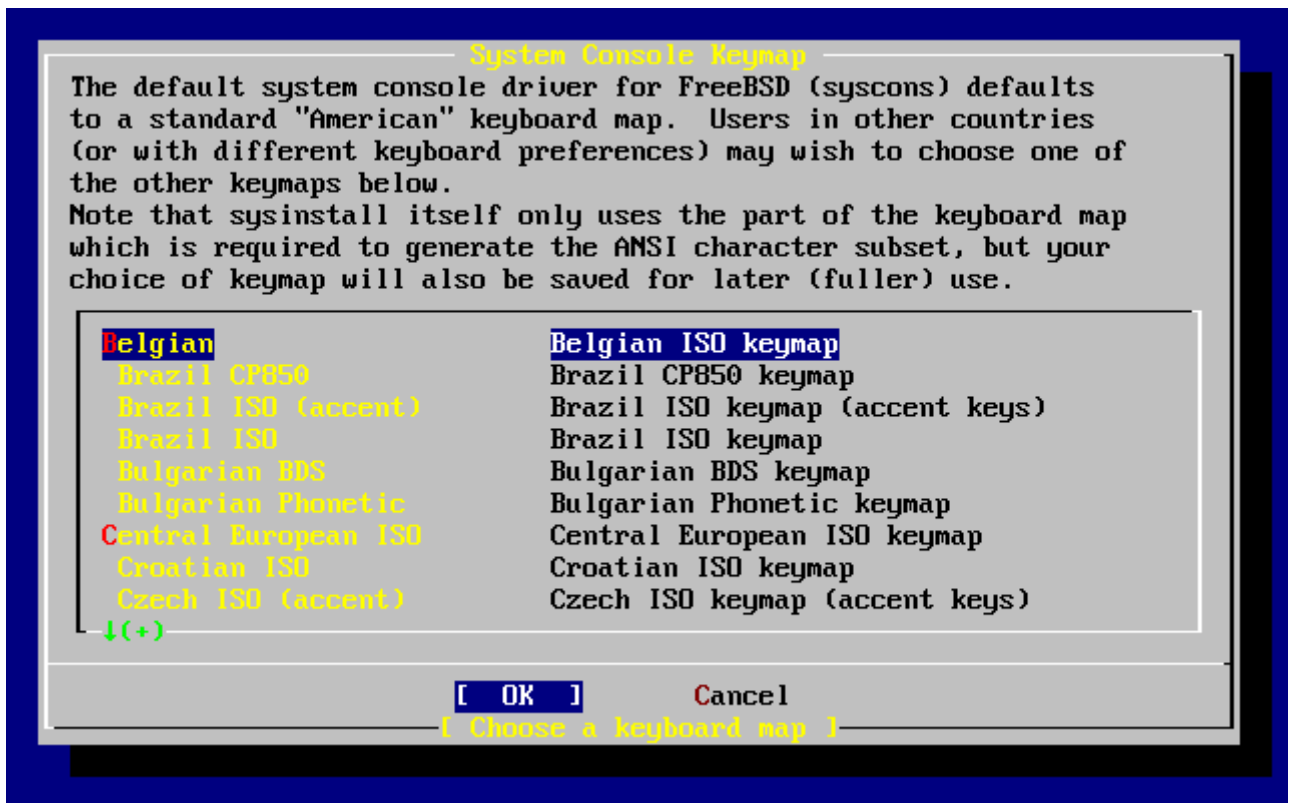 System Console Keymap
The default system console driver for FreeBSD (syscons) defaults
to a standard "American" keyboard map.  Users in other countries
(or with different keyboard preferences) may wish to choose one of
the other keymaps below.
Note that sysinstall itself only uses the part of the keyboard map
which is required to generate the ANSI character subset, but your
choice of keymap will also be saved for later (fuller) use.
Belgian Belgian ISO keymap
Brazil CP850 Brazil CP850 keymap
Brazil ISO (accent) Brazil ISO keymap (accent keys)
Brazil ISO Brazil ISO keymap
Bulgarian BDS Bulgarian BDS keymap
Bulgarian Phonetic Bulgarian Phonetic keymap
Central European ISO Central European ISO keymap
Croatian ISO Croatian ISO keymap
Czech ISO (accent) Czech ISO keymap (accent keys)
↓(+)
[ OK ] Cancel
[ Choose a keyboard map ]